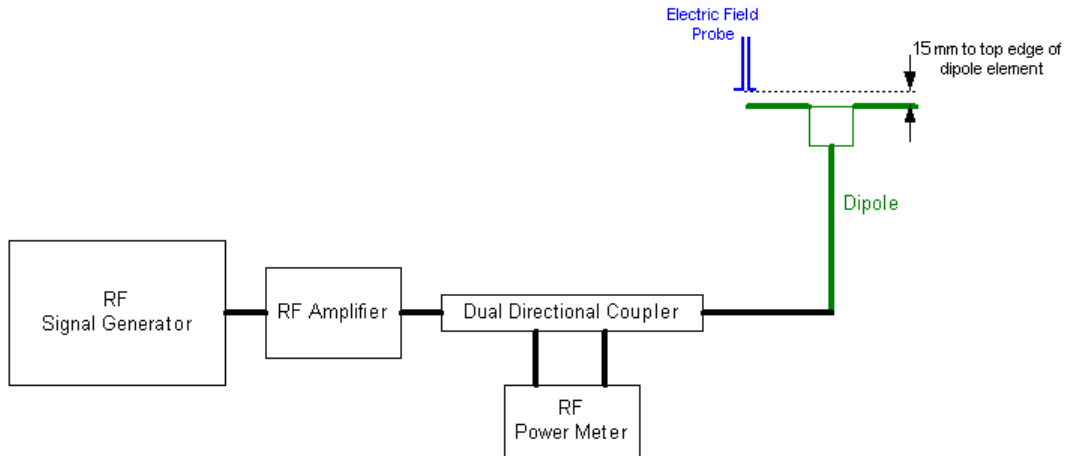 Electric Field
Probe
15 mm to top edge of
dipole element
Dipole
RF
Signal Generator
RF Amplifier
Dual Directional Coupler
RF
Power Meter